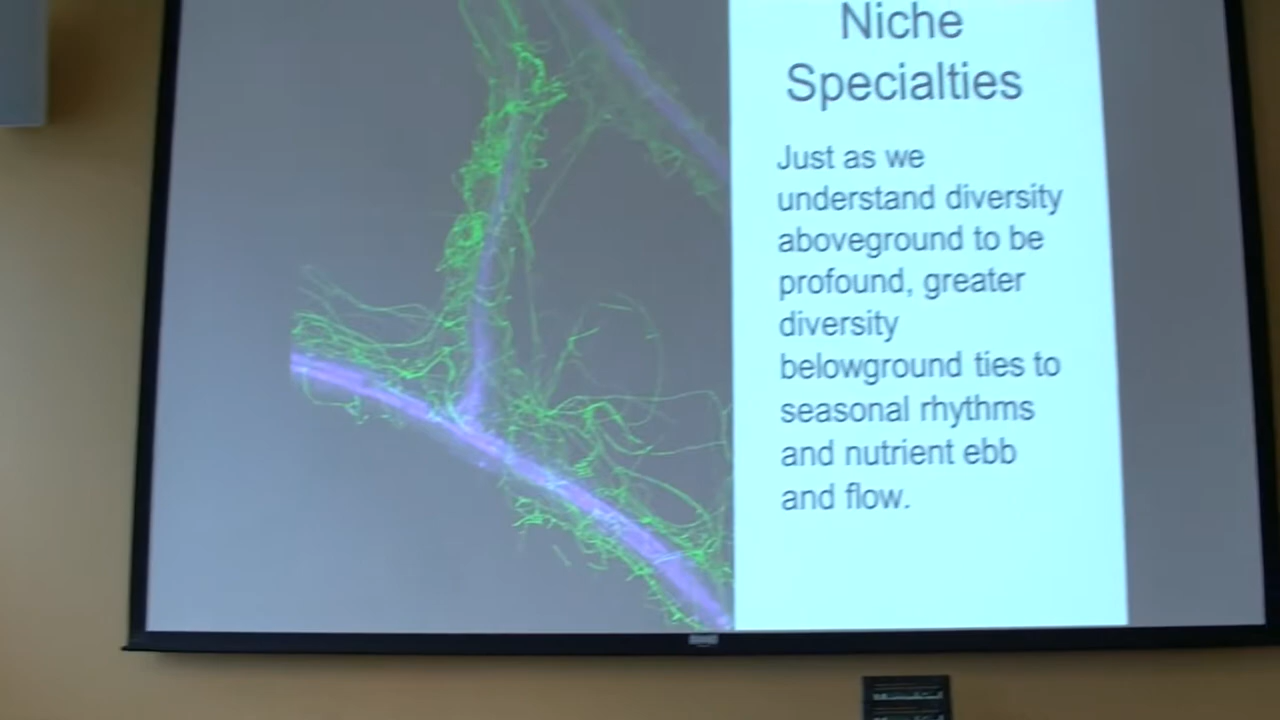 Niche
Specialties
Just as we
understand diversity
aboveground to be
profound, greater
diversity
belowground ties to
seasonal rhythms
and nutrient ebb
and flow.